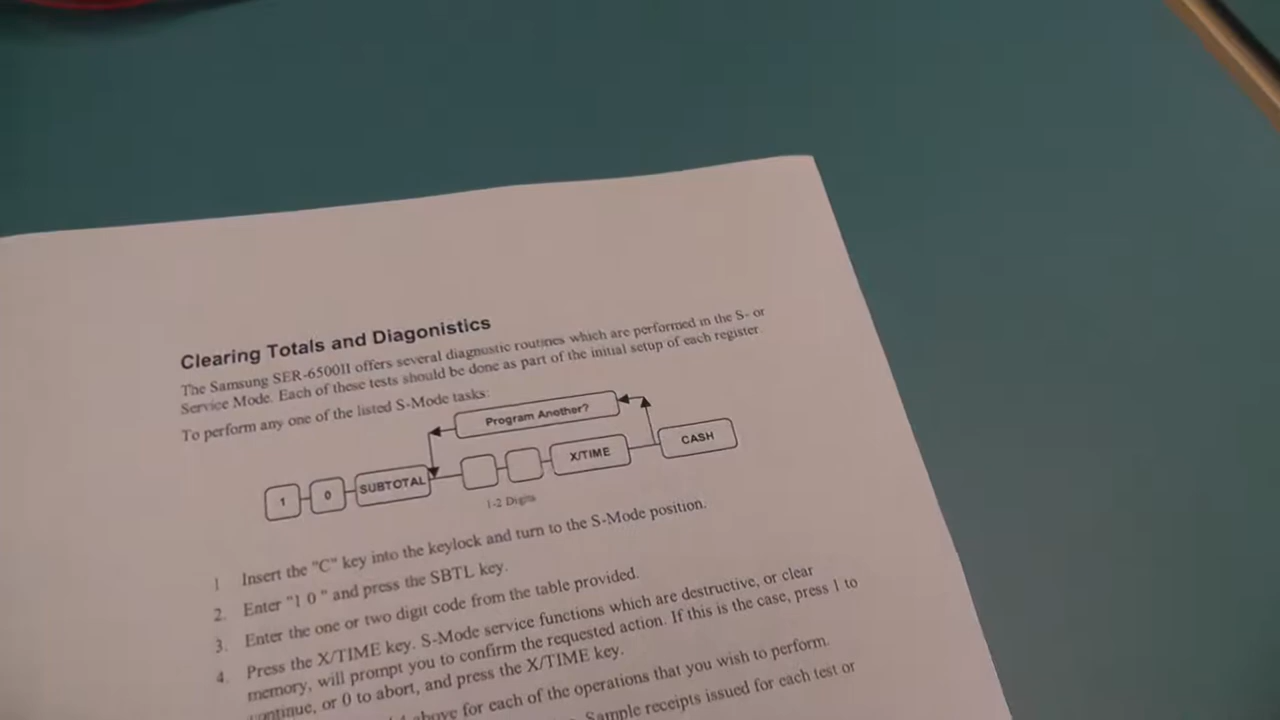 Clearing Totals and Diagonistics
The Samsung SER-6500II offers several diagnostic routines which are performed in the S- or
Service Mode. Each of these tests should be done as part of the initial setup of each register.
To perform any one of the listed S-Mode tasks:
Program Another?
1 0 SUBTOTAL X/TIME CASH
1-2 Digits
1 Insert the "C" key into the keylock and turn to the S-Mode position.
2. Enter "1 0 " and press the SBTL key.
3. Enter the one or two digit code from the table provided.
4. Press the X/TIME key. S-Mode service functions which are destructive, or clear
memory, will prompt you to confirm the requested action. If this is the case, press 1 to
continue, or 0 to abort, and press the X/TIME key.
above for each of the operations that you wish to perform.
Sample receipts issued for each test or